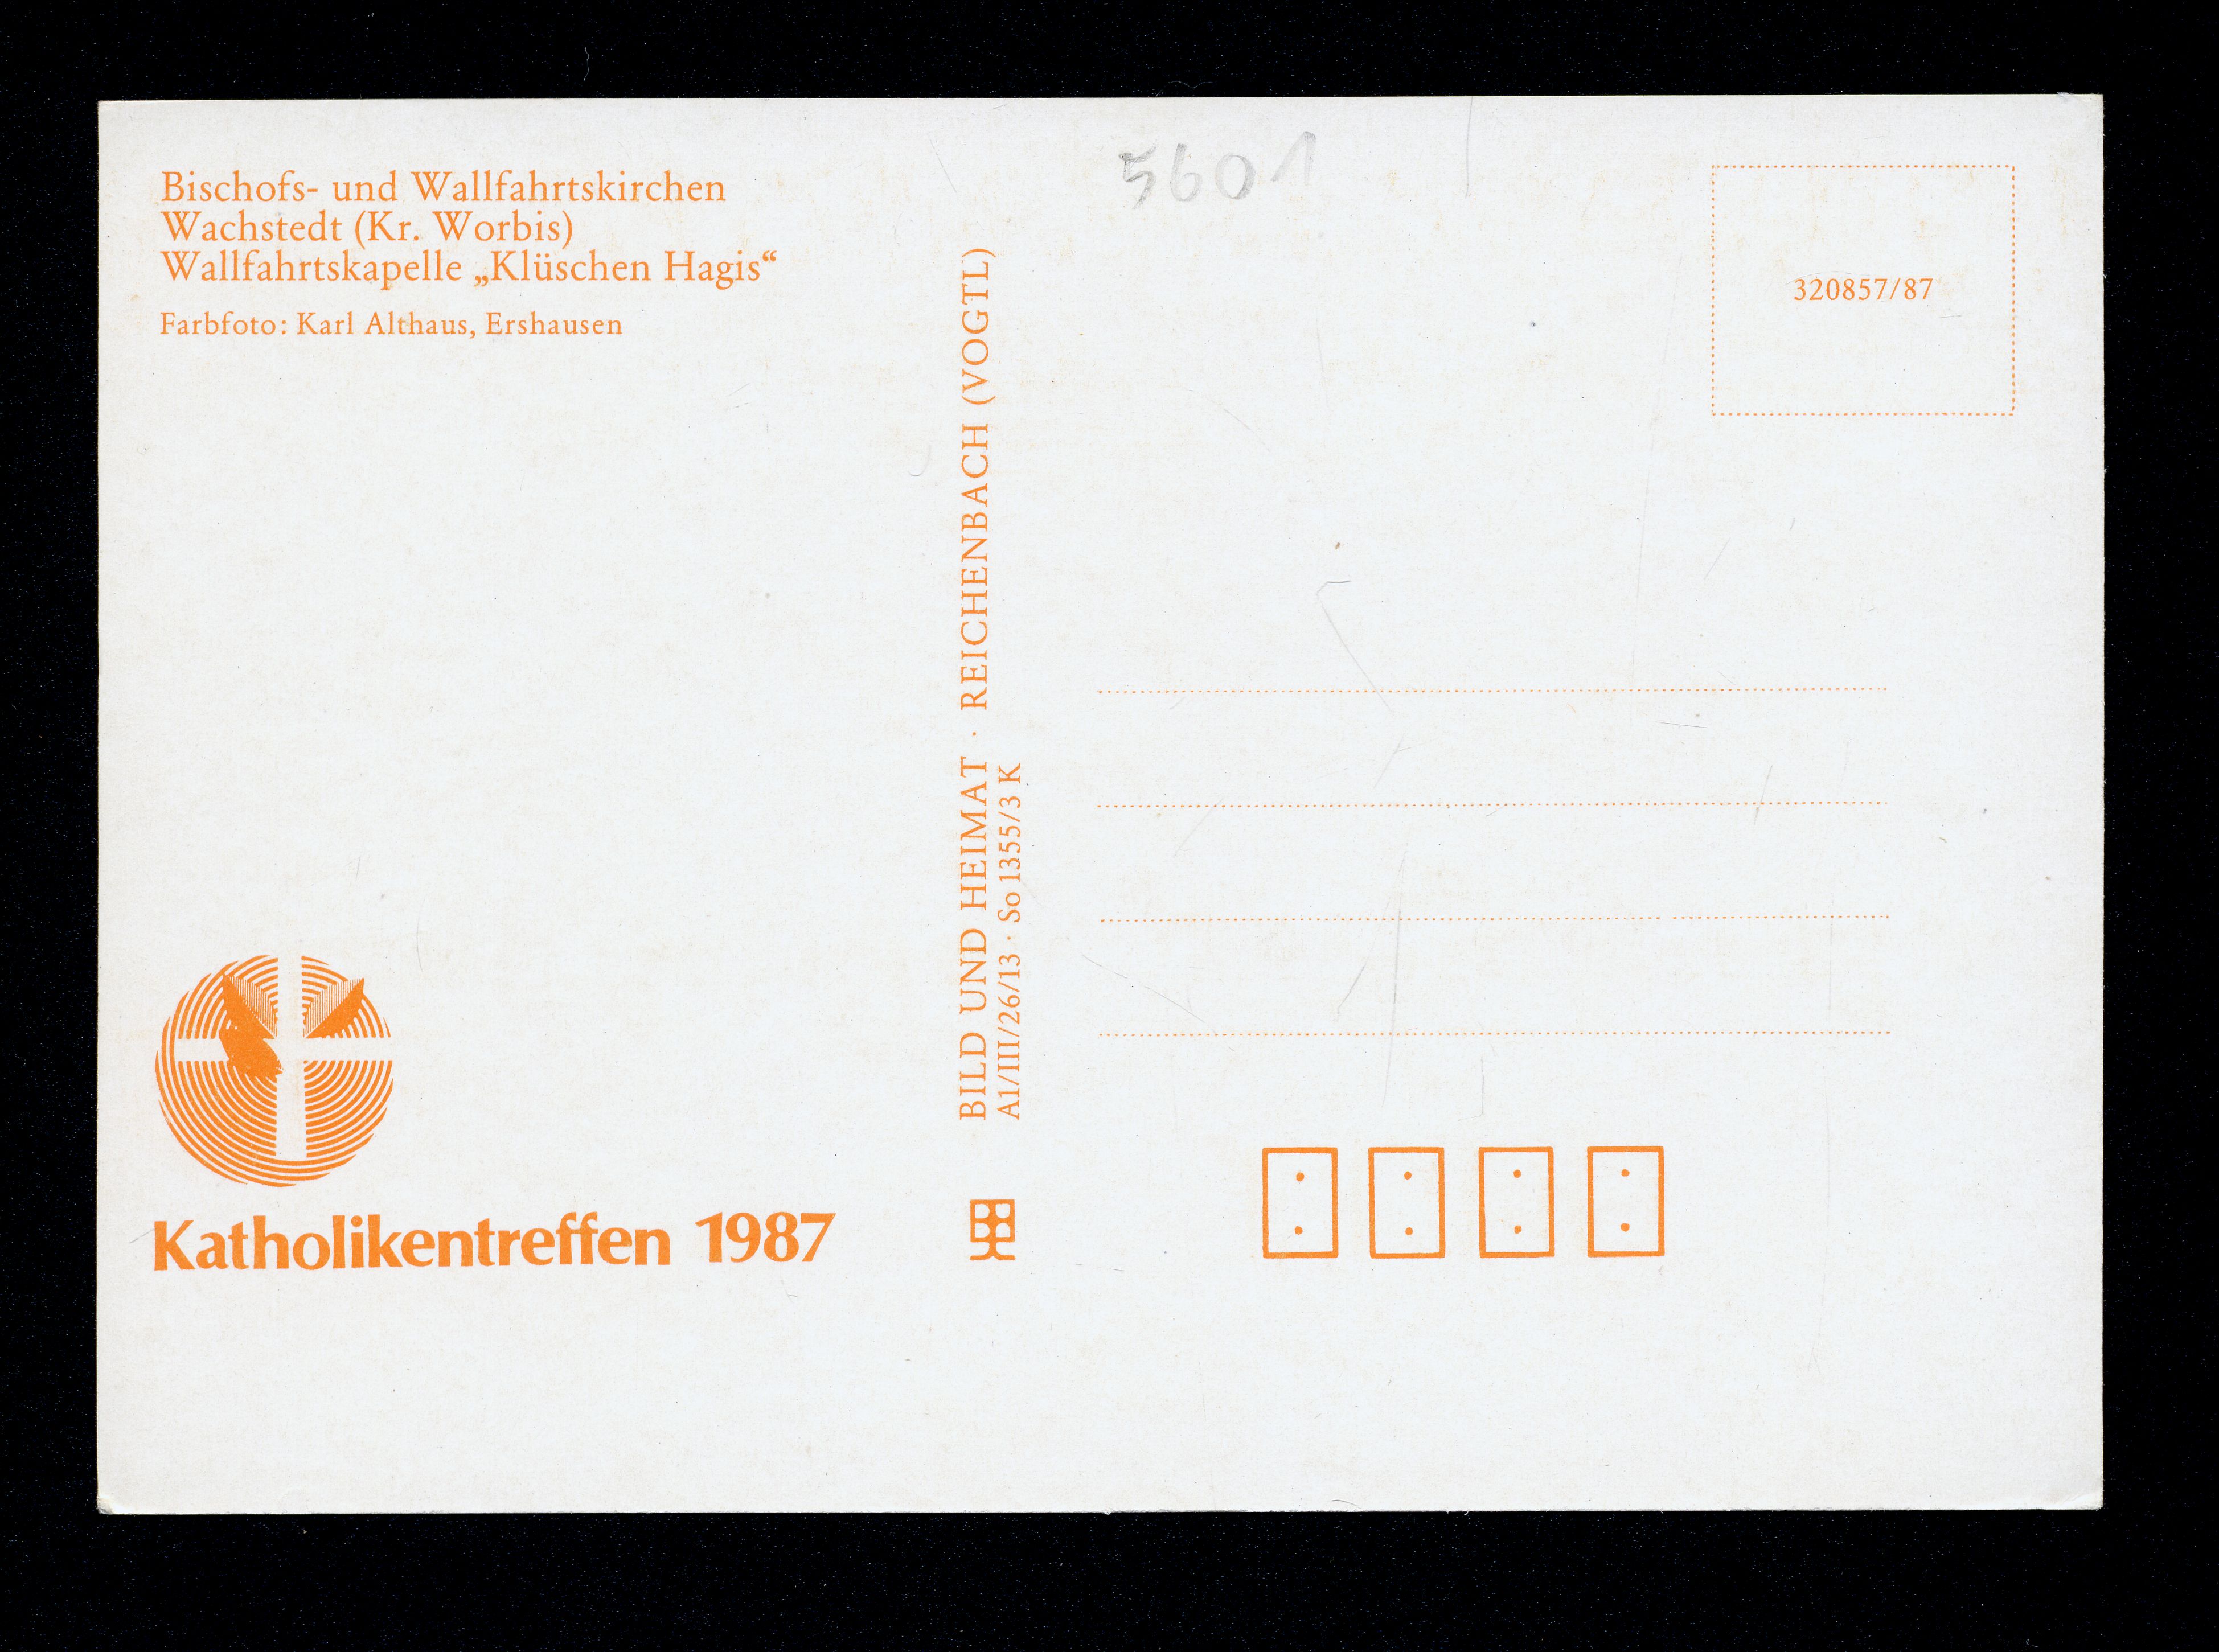 Bischofs- und Wallfahrtskirchen
Wachstedt (Kr. Worbis)
Wallfahrtskapelle „Klüschen Hagis“
Farbfoto: Karl Althaus, Ershausen
Katholikentreffen 1987
BILD UND HEIMAT · REICHENBACH (VOGTL)
A1/III/26/13 · So 1355/3 K
5601
320857/87